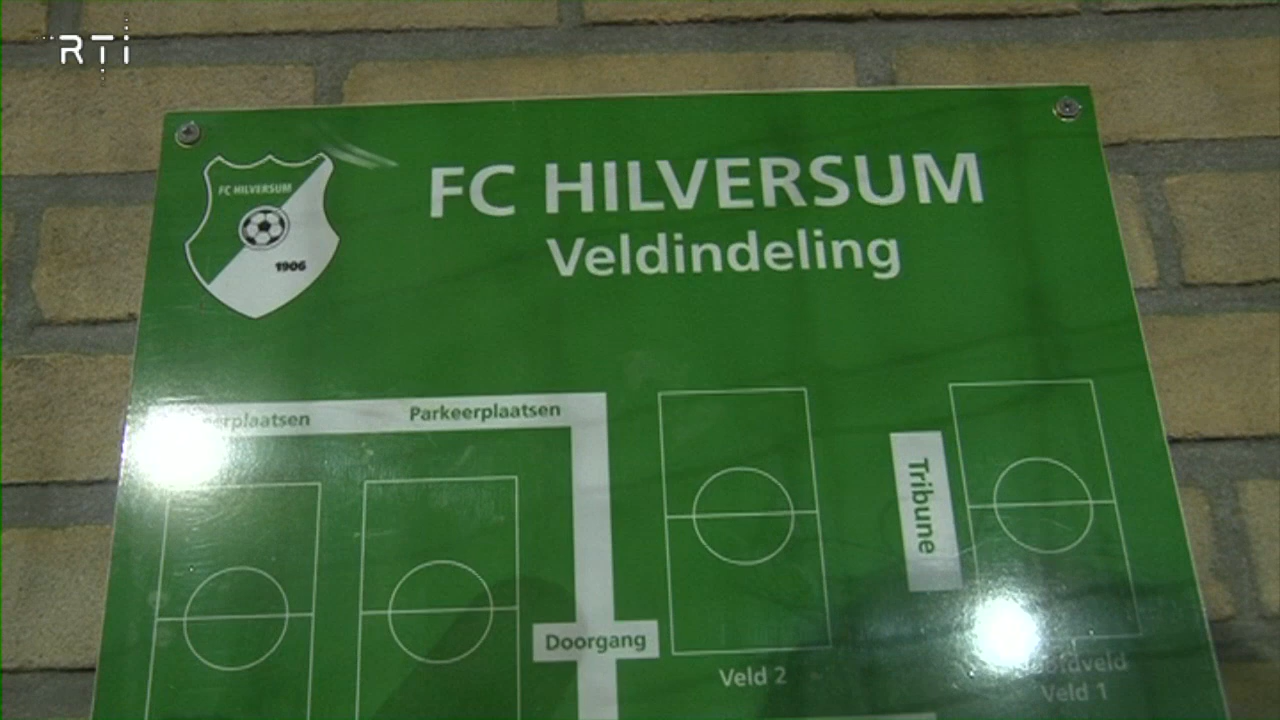 RTi
FC HILVERSUM
1906
FC HILVERSUM
Veldindeling
Parkeerplaatsen
Tribune
Doorgang
Veld 2
Veld 1